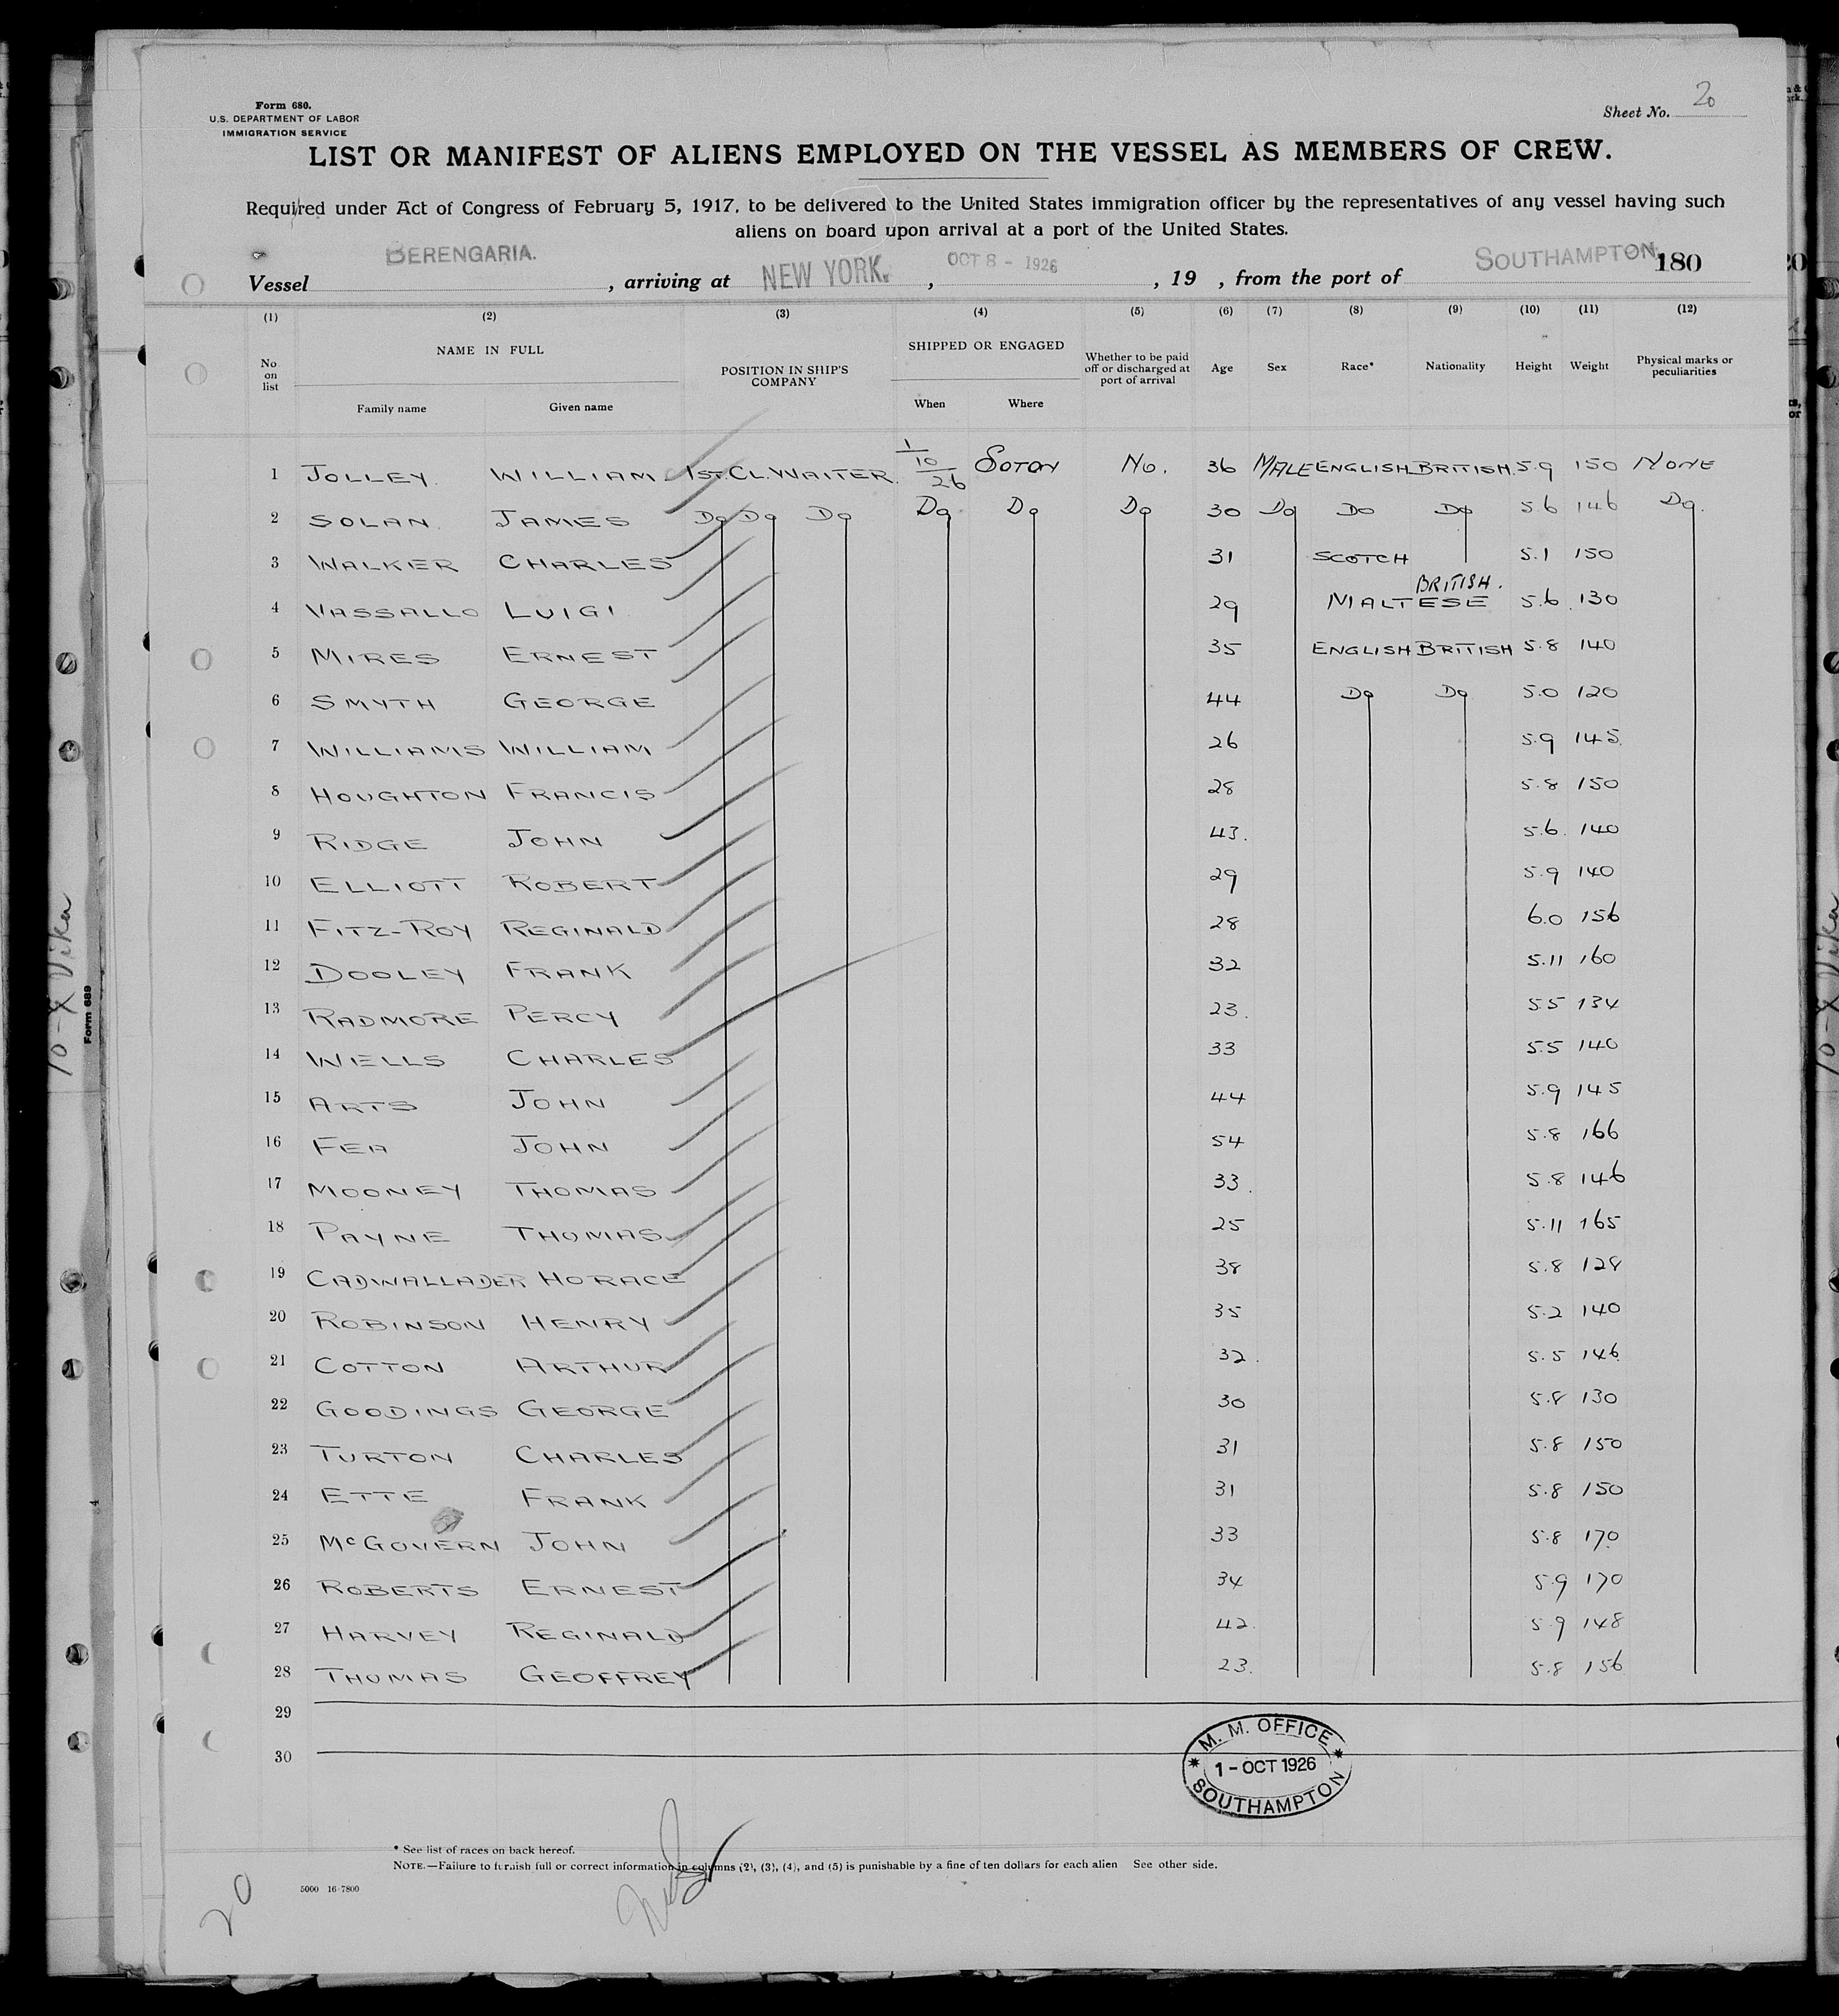 Form 680.
U.S. DEPARTMENT OF LABOR
IMMIGRATION SERVICE
Sheet No. 20
LIST OR MANIFEST OF ALIENS EMPLOYED ON THE VESSEL AS MEMBERS OF CREW.
Required under Act of Congress of February 5, 1917, to be delivered to the United States immigration officer by the representatives of any vessel having such
aliens on board upon arrival at a port of the United States.
Vessel BERENGARIA. , arriving at NEW YORK. , OCT 8 - 1926 , 19 , from the port of SOUTHAMPTON. 180
(1) (2) (3) (4) (5) (6) (7) (8) (9) (10) (11) (12)
No on list NAME IN FULL Family name Given name POSITION IN SHIP'S COMPANY SHIPPED OR ENGAGED When Where Whether to be paid off or discharged at port of arrival Age Sex Race* Nationality Height Weight Physical marks or peculiarities
1 JOLLEY. WILLIAM. 1ST.CL.WAITER. 1/10/26 SOTON No. 36 MALE ENGLISH BRITISH 5.9 150 NONE
2 SOLAN. JAMES Do Do Do Do Do Do 30 Do Do Do 5.6 146 Do.
3 WALKER CHARLES 31 SCOTCH 5.1 150
4 VASSALLO LUIGI 29 MALTESE BRITISH. 5.6 130
5 MIRES ERNEST 35 ENGLISH BRITISH 5.8 140
6 SMYTH GEORGE 44 Do Do 5.0 120
7 WILLIAMS WILLIAM 26 5.9 145
8 HOUGHTON FRANCIS 28 5.8 150
9 RIDGE JOHN 43. 5.6. 140
10 ELLIOTT ROBERT 29 5.9 140
11 FITZ-ROY REGINALD 28 6.0 156
12 DOOLEY FRANK 32 5.11 160
13 RADMORE PERCY 23. 5.5 134
14 WELLS CHARLES 33 5.5 140
15 ARTS JOHN 44 5.9 145
16 FEA JOHN 54 5.8 166
17 MOONEY THOMAS 33. 5.8 146
18 PAYNE THOMAS 25 5.11 165
19 CADWALLADER HORACE 38 5.8 128
20 ROBINSON HENRY 35 5.2 140
21 COTTON ARTHUR 32. 5.5 146
22 GOODINGS GEORGE 30 5.8 130
23 TURTON CHARLES 31 5.8 150
24 ETTE FRANK 31 5.8 150
25 McGOVERN JOHN 33 5.8 170
26 ROBERTS ERNEST 34 5.9 170
27 HARVEY REGINALD 42. 5.9 148
28 THOMAS GEOFFREY 23. 5.8 156
29
30
M. M. OFFICE
1 - OCT 1926
SOUTHAMPTON
* See list of races on back hereof.
NOTE.—Failure to furnish full or correct information in columns (2), (3), (4), and (5) is punishable by a fine of ten dollars for each alien See other side.
5000 16-7800
20
Form 689